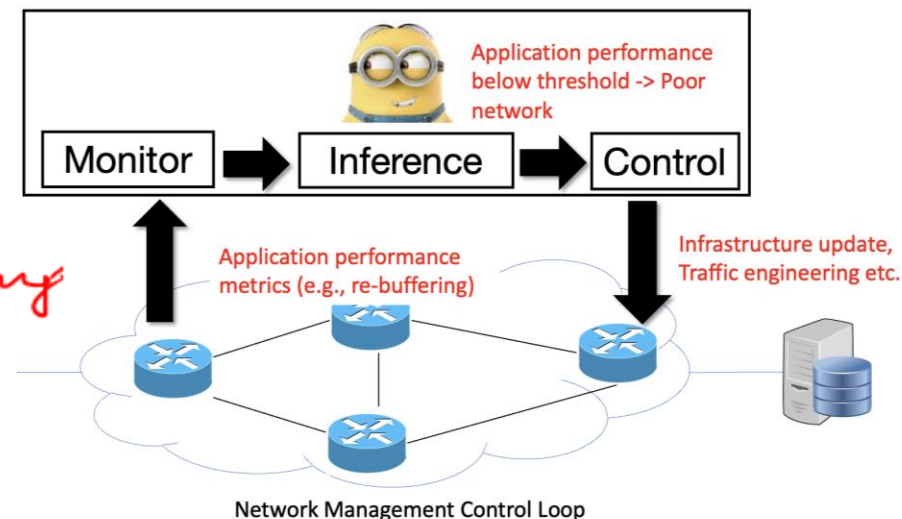 Application performance
below threshold -> Poor
network
Monitor
Inference
Control
Application performance
metrics (e.g., re-buffering)
Infrastructure update,
Traffic engineering etc.
Network Management Control Loop